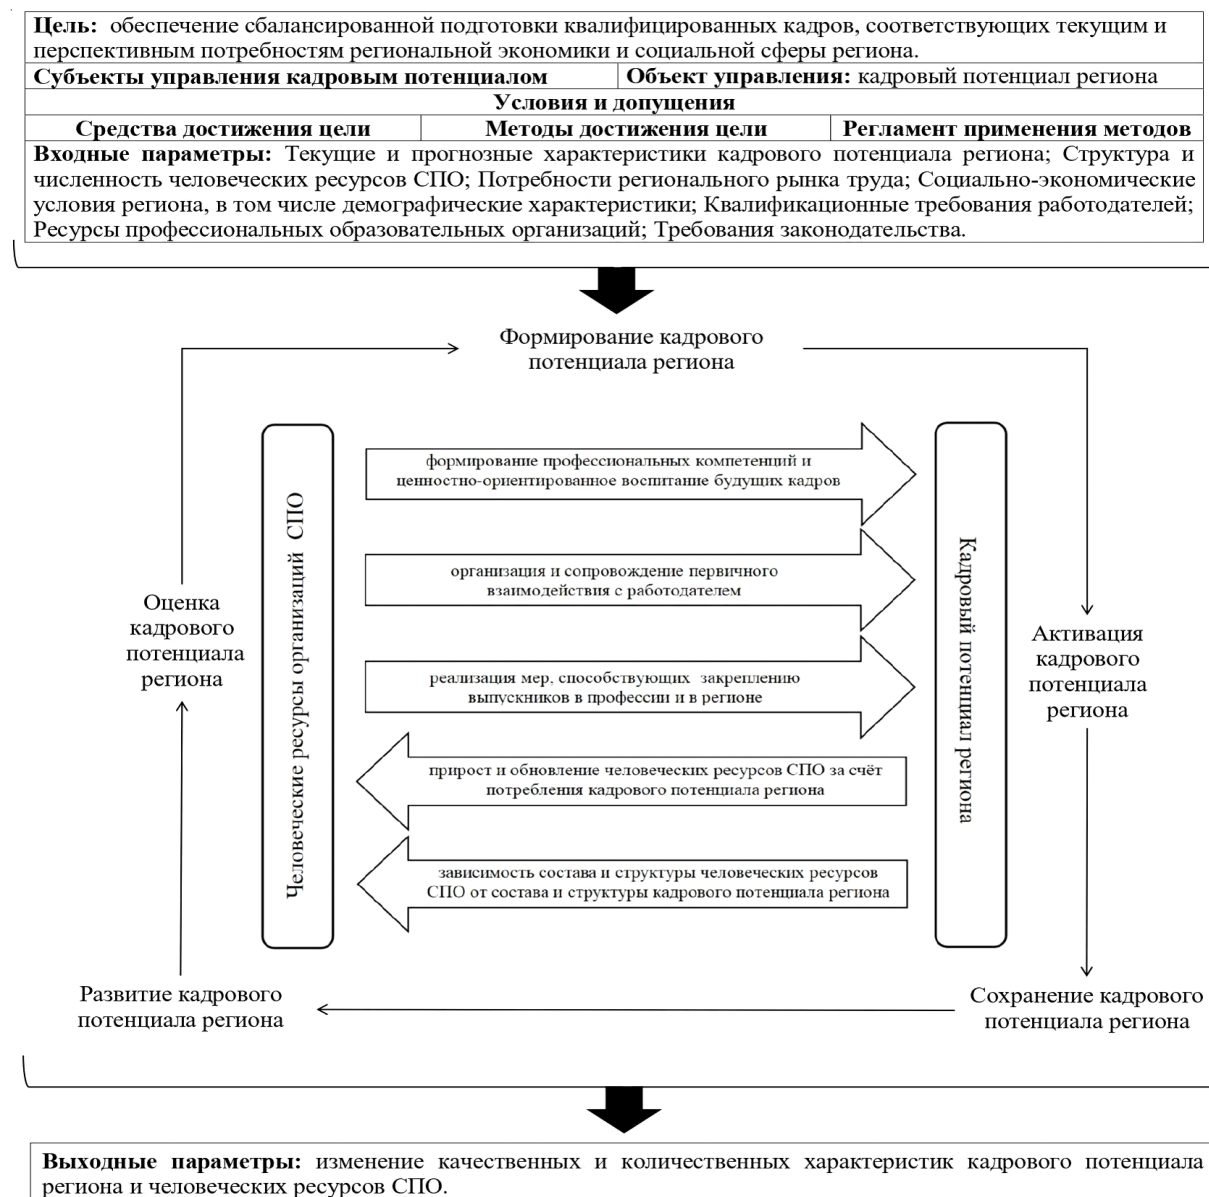 Цель: обеспечение сбалансированной подготовки квалифицированных кадров, соответствующих текущим и
перспективным потребностям региональной экономики и социальной сферы региона.
Субъекты управления кадровым потенциалом
Объект управления: кадровый потенциал региона
Условия и допущения
Средства достижения цели
Методы достижения цели
Регламент применения методов
Входные параметры: Текущие и прогнозные характеристики кадрового потенциала региона; Структура и
численность человеческих ресурсов СПО; Потребности регионального рынка труда; Социально-экономические
условия региона, в том числе демографические характеристики; Квалификационные требования работодателей;
Ресурсы профессиональных образовательных организаций; Требования законодательства.
Формирование кадрового
потенциала региона
Оценка
кадрового
потенциала
региона
Человеческие ресурсы организаций СПО
формирование профессиональных компетенций и
ценностно-ориентированное воспитание будущих кадров
организация и сопровождение первичного
взаимодействия с работодателем
реализация мер, способствующих закреплению
выпускников в профессии и в регионе
прирост и обновление человеческих ресурсов СПО за счёт
потребления кадрового потенциала региона
зависимость состава и структуры человеческих ресурсов
СПО от состава и структуры кадрового потенциала региона
Кадровый потенциал региона
Активация
кадрового
потенциала
региона
Развитие кадрового
потенциала региона
Сохранение кадрового
потенциала региона
Выходные параметры: изменение качественных и количественных характеристик кадрового потенциала
региона и человеческих ресурсов СПО.